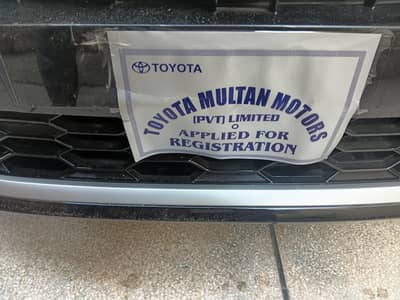 TOYOTA
TOYOTA MULTAN MOTORS
(PVT) LIMITED
APPLIED FOR
REGISTRATION